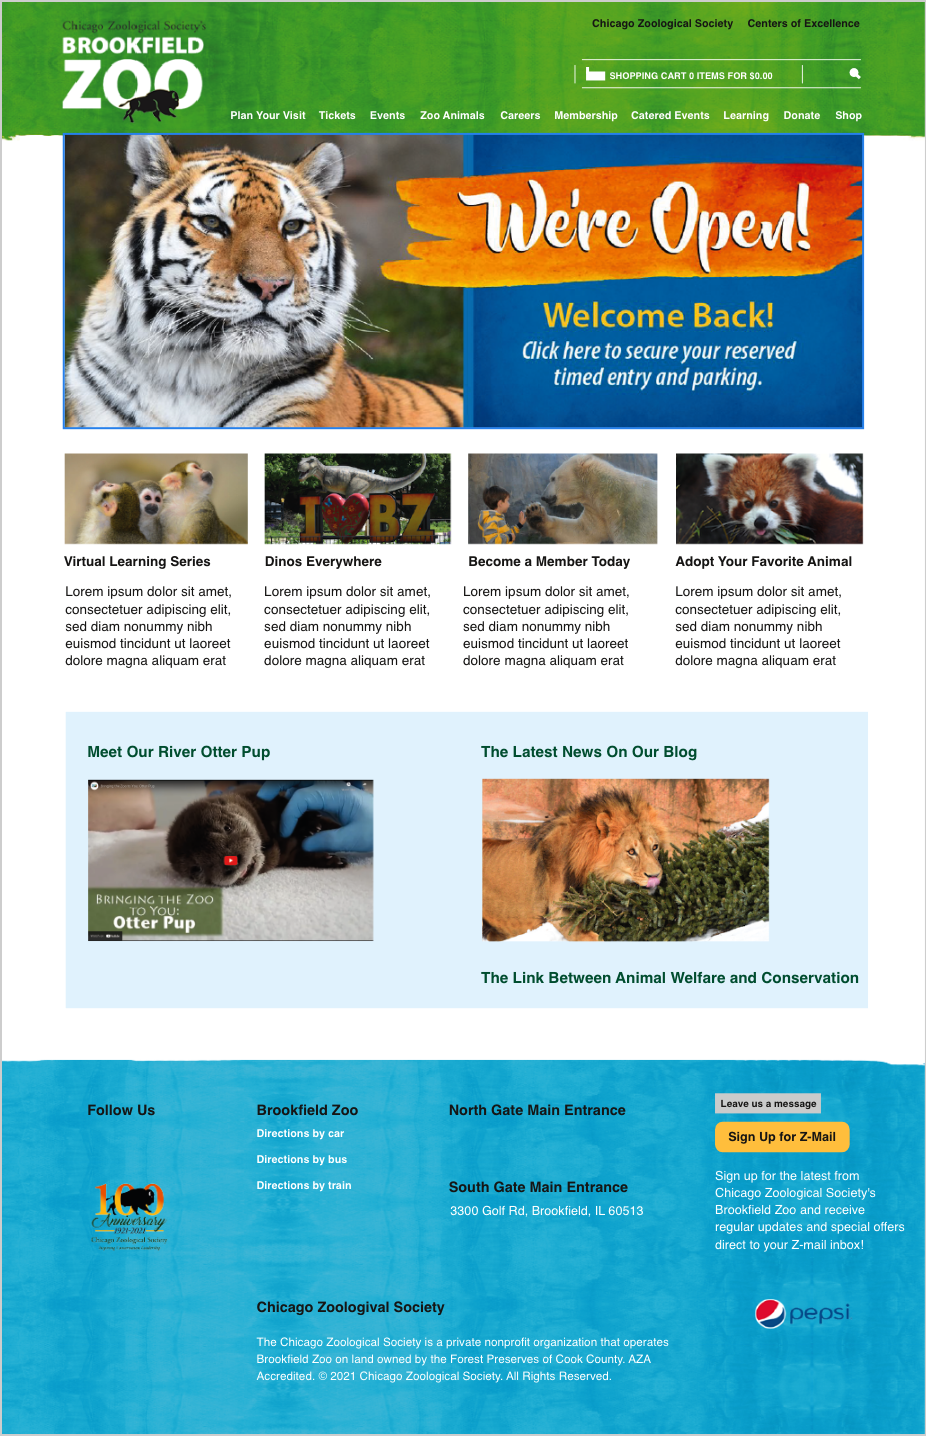 Chicago Zoological Society's
BROOKFIELD
ZOO
Chicago Zoological Society Centers of Excellence
SHOPPING CART 0 ITEMS FOR $0.00
Plan Your Visit Tickets Events Zoo Animals Careers Membership Catered Events Learning Donate Shop
We're Open!
Welcome Back!
Click here to secure your reserved
timed entry and parking.
I BZ
Virtual Learning Series
Lorem ipsum dolor sit amet,
consectetuer adipiscing elit,
sed diam nonummy nibh
euismod tincidunt ut laoreet
dolore magna aliquam erat
Dinos Everywhere
Lorem ipsum dolor sit amet,
consectetuer adipiscing elit,
sed diam nonummy nibh
euismod tincidunt ut laoreet
dolore magna aliquam erat
Become a Member Today
Lorem ipsum dolor sit amet,
consectetuer adipiscing elit,
sed diam nonummy nibh
euismod tincidunt ut laoreet
dolore magna aliquam erat
Adopt Your Favorite Animal
Lorem ipsum dolor sit amet,
consectetuer adipiscing elit,
sed diam nonummy nibh
euismod tincidunt ut laoreet
dolore magna aliquam erat
Meet Our River Otter Pup
BRINGING THE ZOO
TO YOU:
Otter Pup
The Latest News On Our Blog
The Link Between Animal Welfare and Conservation
Follow Us
100
Anniversary
1921-2021
Chicago Zoological Society
Brookfield Zoo
Directions by car
Directions by bus
Directions by train
North Gate Main Entrance
South Gate Main Entrance
3300 Golf Rd, Brookfield, IL 60513
Leave us a message
Sign Up for Z-Mail
Sign up for the latest from
Chicago Zoological Society's
Brookfield Zoo and receive
regular updates and special offers
direct to your Z-mail inbox!
Chicago Zoologival Society
The Chicago Zoological Society is a private nonprofit organization that operates
Brookfield Zoo on land owned by the Forest Preserves of Cook County. AZA
Accredited. © 2021 Chicago Zoological Society. All Rights Reserved.
pepsi